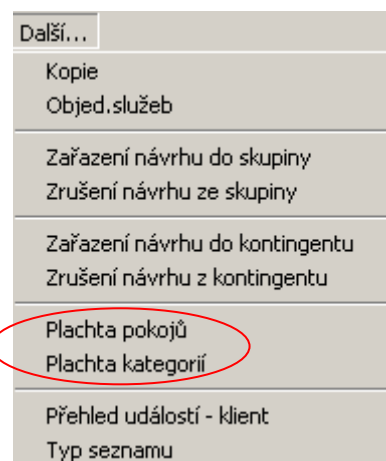 Další...
Kopie
Objed.služeb
Zařazení návrhu do skupiny
Zrušení návrhu ze skupiny
Zařazení návrhu do kontingentu
Zrušení návrhu z kontingentu
Plachta pokojů
Plachta kategorií
Přehled událostí - klient
Typ seznamu